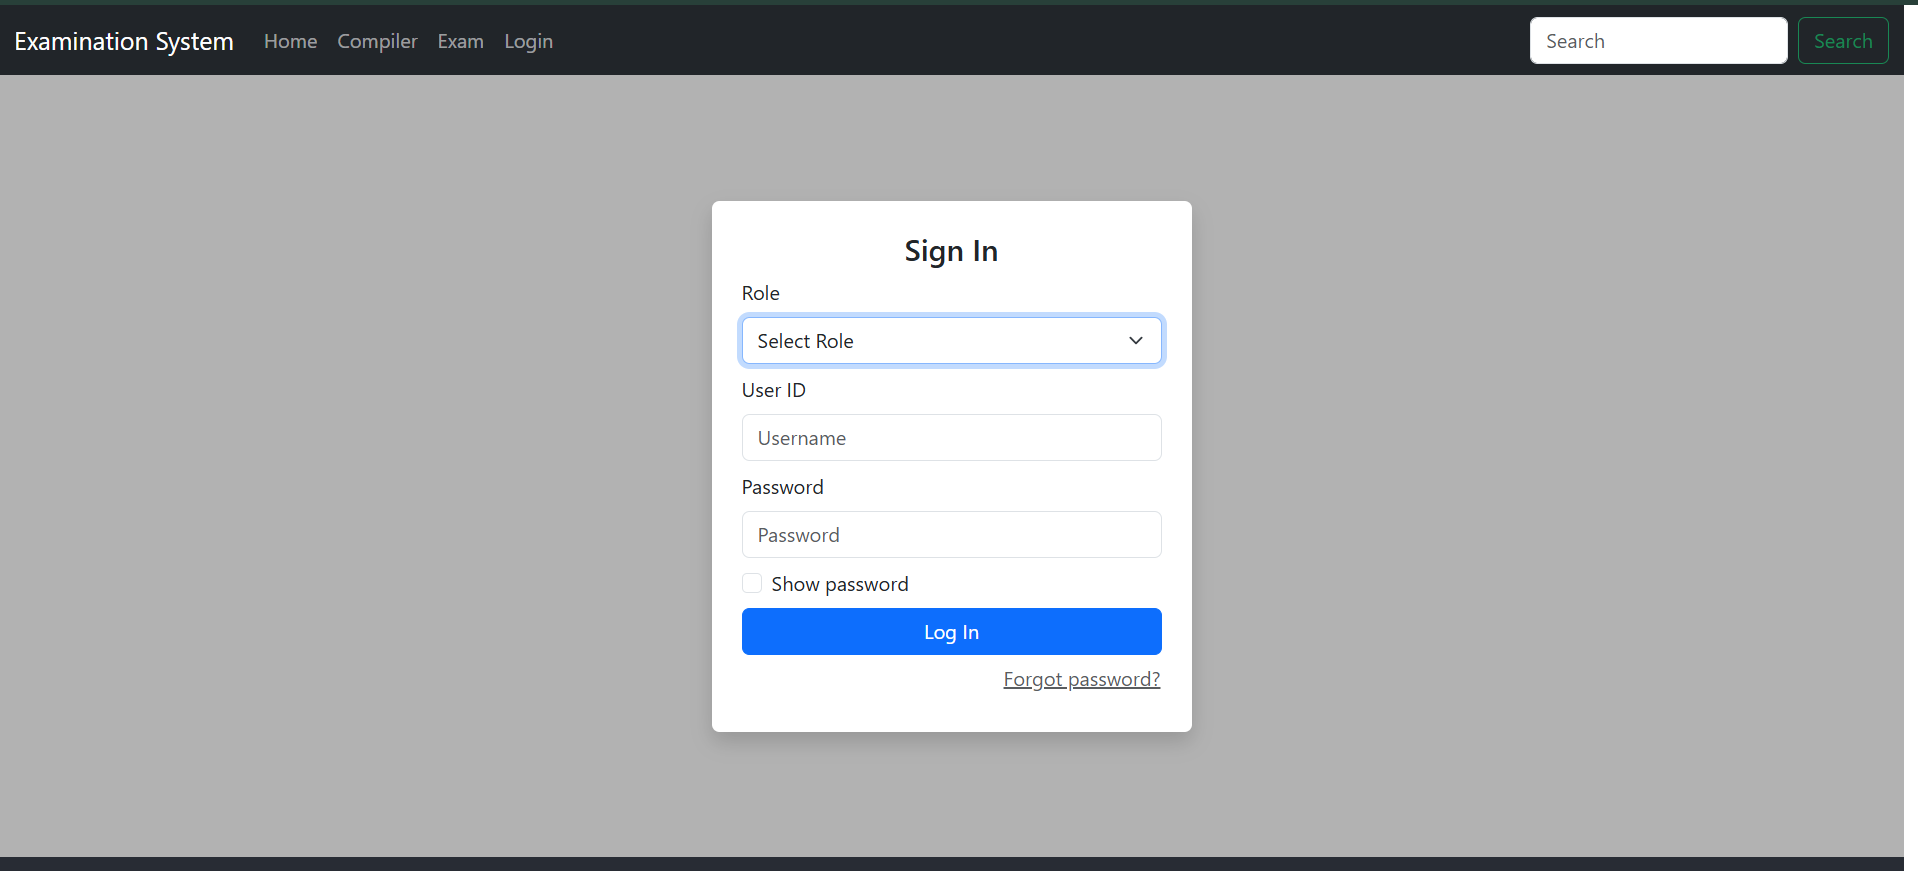 Examination System Home Compiler Exam Login Search Search
Sign In
Role
Select Role
User ID
Username
Password
Password
Show password
Log In
Forgot password?